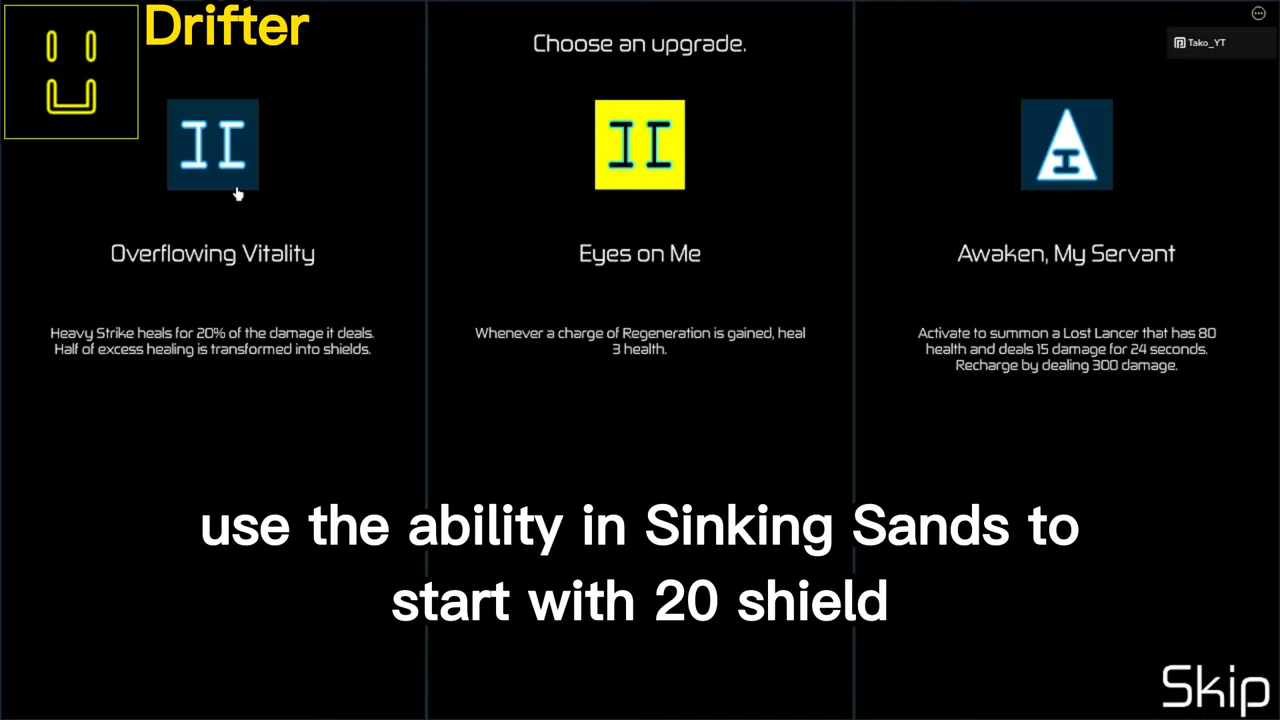 Drifter
Choose an upgrade.
Tako_YT
II
II
A
I
Overflowing Vitality
Eyes on Me
Awaken, My Servant
Heavy Strike heals for 20% of the damage it deals.
Half of excess healing is transformed into shields.
Whenever a charge of Regeneration is gained, heal
3 health.
Activate to summon a Lost Lancer that has 80
health and deals 15 damage for 24 seconds.
Recharge by dealing 300 damage.
use the ability in Sinking Sands to
start with 20 shield
Skip